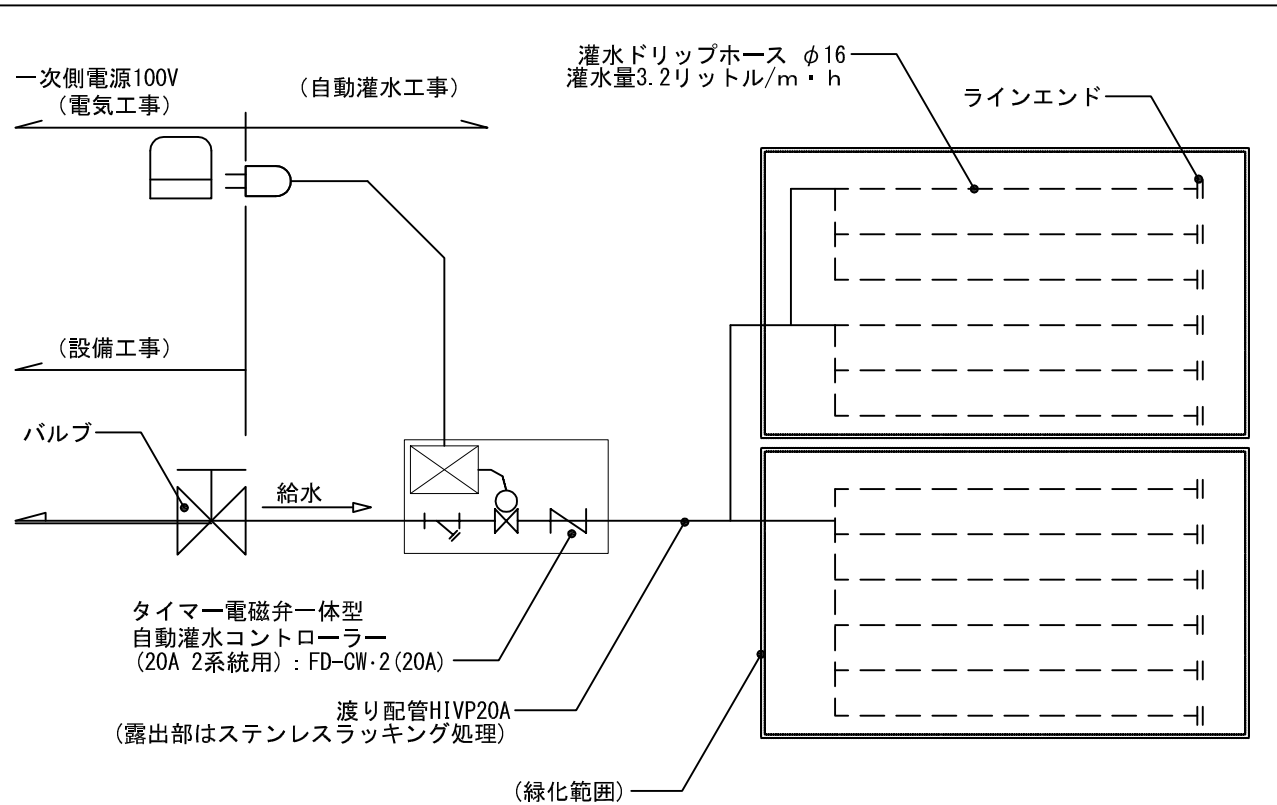 灌水ドリップホース φ16
灌水量3.2リットル/m・h
一次側電源100V
(電気工事)
(自動灌水工事)
ラインエンド
(設備工事)
バルブ
給水
タイマー電磁弁一体型
自動灌水コントローラー
(20A 2系統用) : FD-CW·2(20A)
渡り配管HIVP20A
(露出部はステンレスラッキング処理)
(緑化範囲)